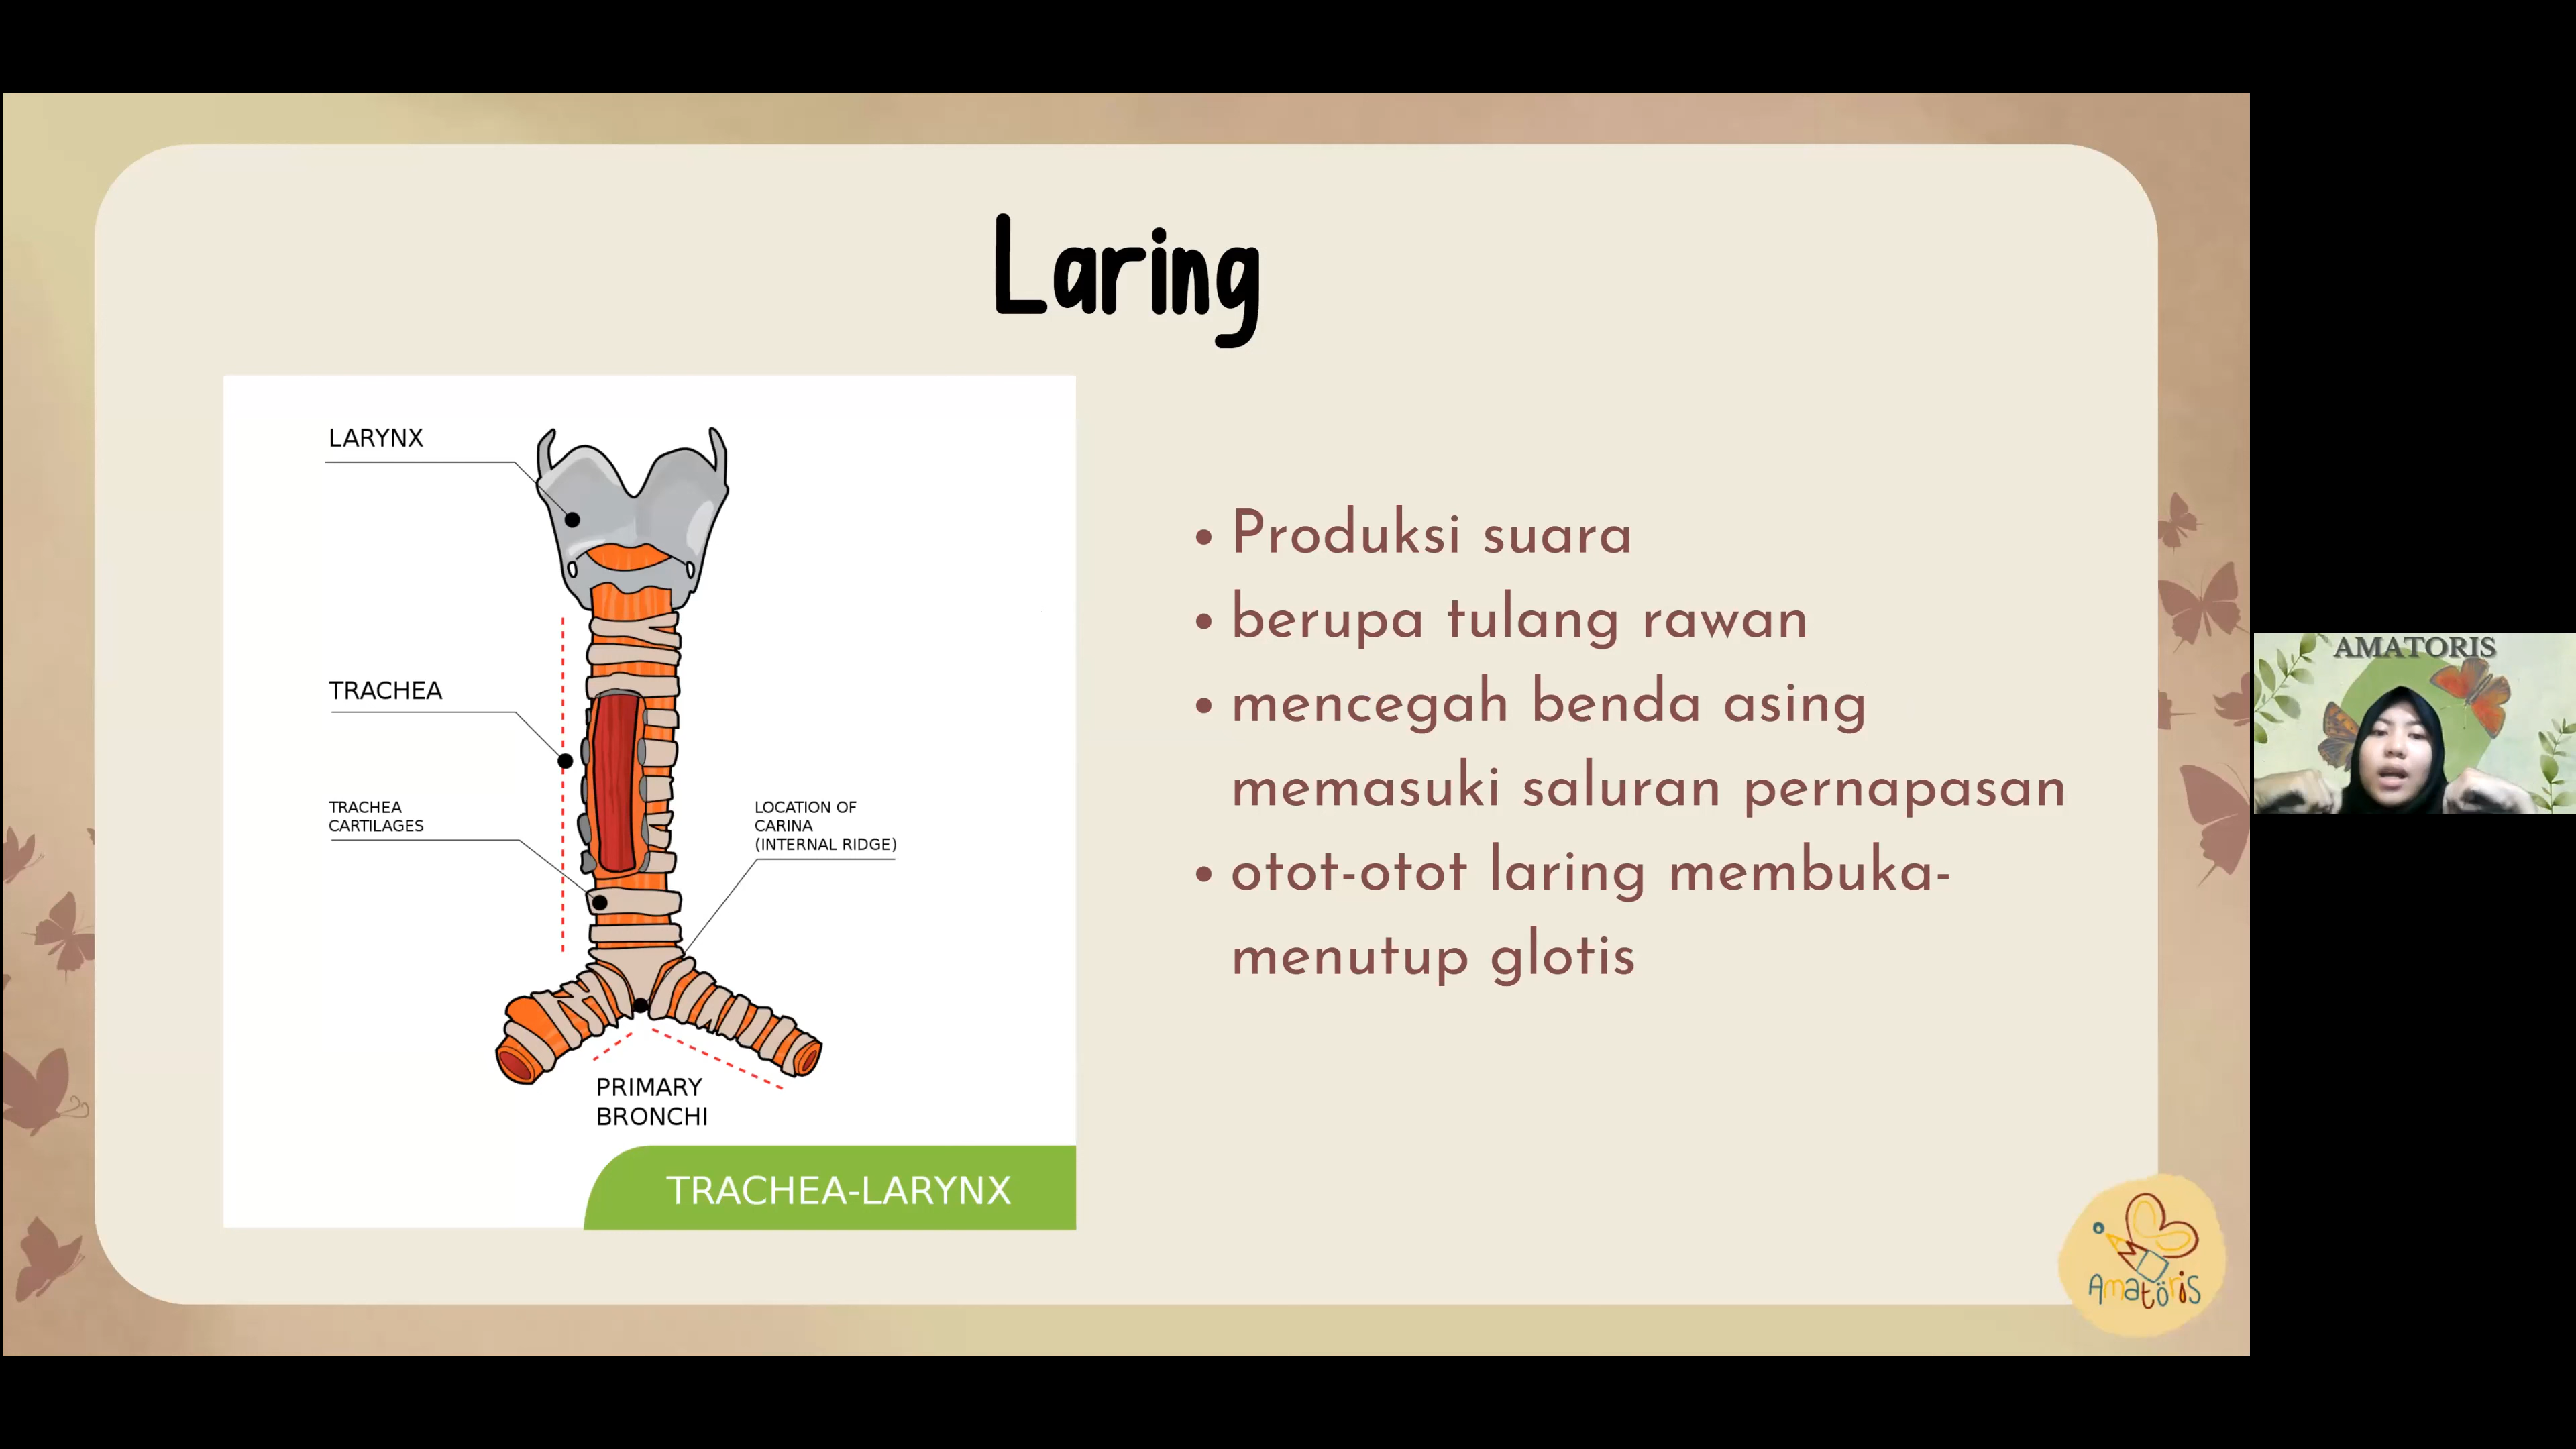 Laring
LARYNX
TRACHEA
TRACHEA
CARTILAGES
LOCATION OF
CARINA
(INTERNAL RIDGE)
PRIMARY
BRONCHI
TRACHEA-LARYNX
• Produksi suara
• berupa tulang rawan
• mencegah benda asing
memasuki saluran pernapasan
• otot-otot laring membuka-
menutup glotis
AMATORIS
Amatöris